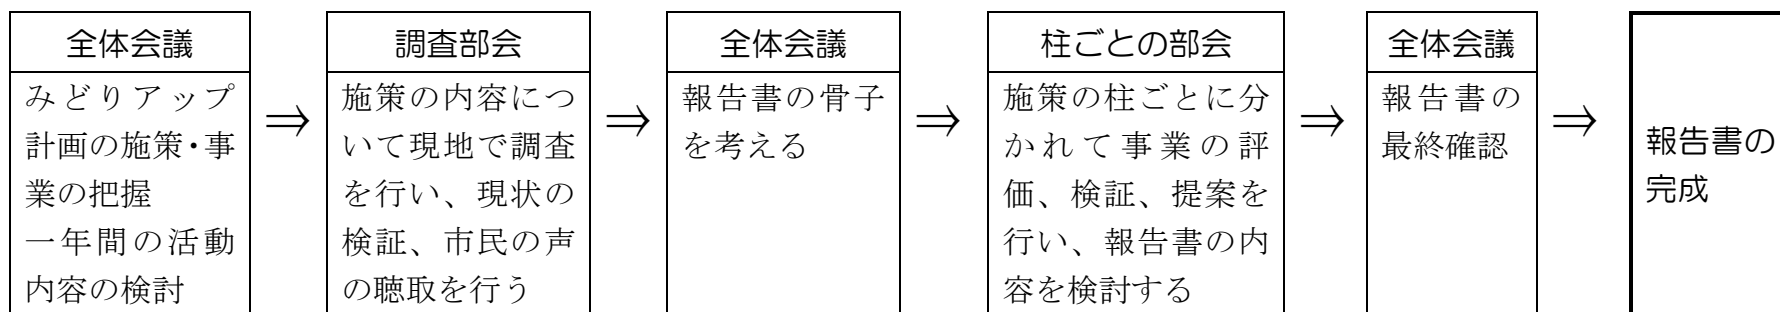 全体会議
みどりアップ
計画の施策・事
業の把握
一年間の活動
内容の検討
⇒
調査部会
施策の内容につ
いて現地で調査
を行い、現状の
検証、市民の声
の聴取を行う
⇒
全体会議
報告書の骨子
を考える
⇒
柱ごとの部会
施策の柱ごとに分
かれて事業の評
価、検証、提案を
行い、報告書の内
容を検討する
⇒
全体会議
報告書の
最終確認
⇒
報告書の
完成